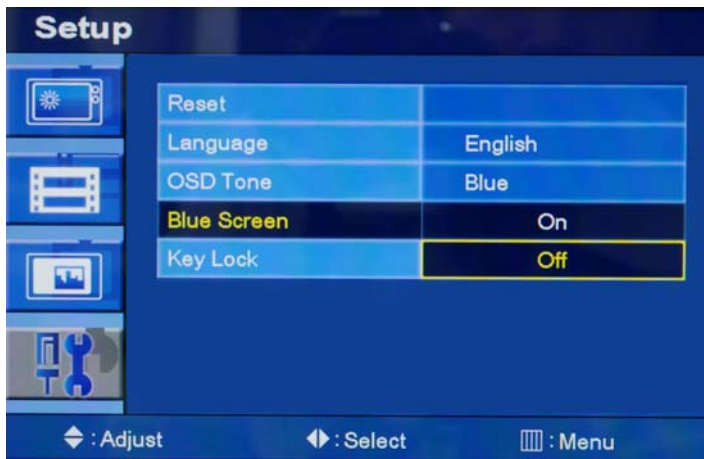 Setup
Reset
Language English
OSD Tone Blue
Blue Screen On
Key Lock Off
: Adjust : Select : Menu